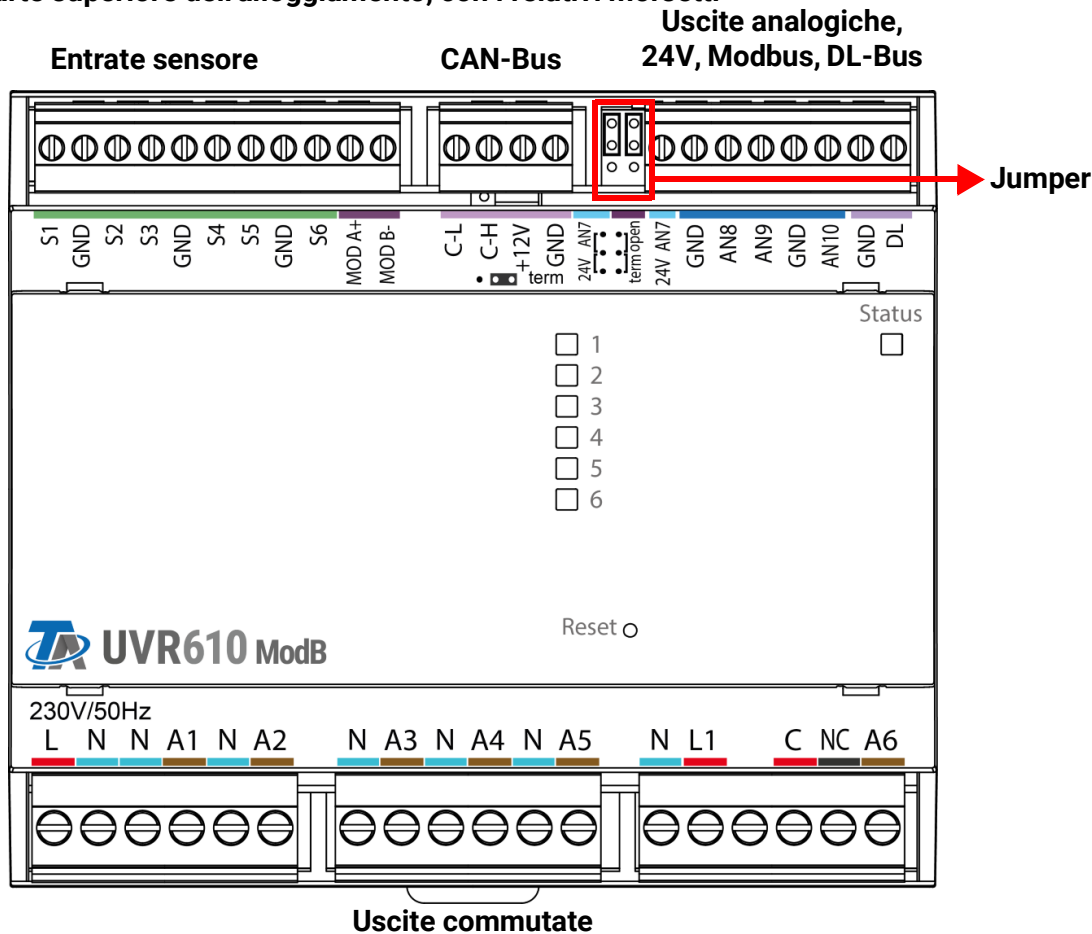 Uscite analogiche,
Entrate sensore CAN-Bus 24V, Modbus, DL-Bus
Jumper
S1 GND S2 S3 GND S4 S5 GND S6 MOD A+ MOD B- C-L C-H +12V GND 24V AN7 term open 24V AN7 GND AN8 AN9 GND AN10 GND DL
term
Status
1
2
3
4
5
6
Reset
TA UVR610 ModB
230V/50Hz
L N N A1 N A2 N A3 N A4 N A5 N L1 C NC A6
Uscite commutate